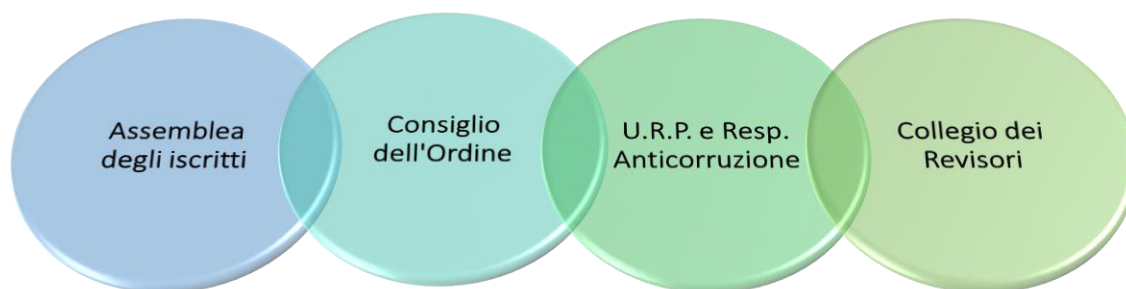 Assemblea
degli iscritti
Consiglio
dell'Ordine
U.R.P. e Resp.
Anticorruzione
Collegio dei
Revisori